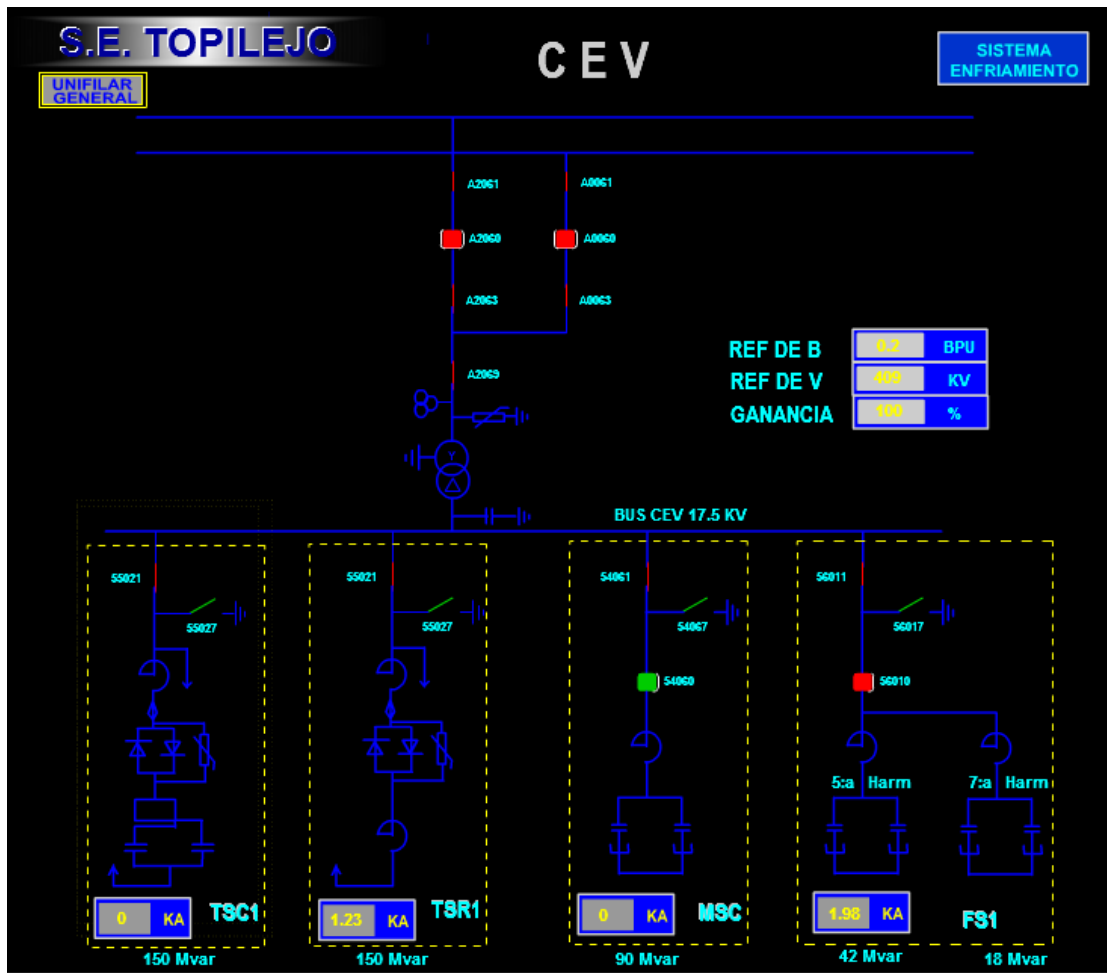 S.E. TOPILEJO
CEV
SISTEMA
ENFRIAMIENTO
UNIFILAR
GENERAL
A2061
A0061
A2060
A0060
A2063
A0063
A2069
REF DE B
0.2
BPU
REF DE V
409
KV
GANANCIA
100
%
Y
BUS CEV 17.5 KV
55021
55021
54061
56011
55027
55027
54067
56017
54060
56010
5:a Harm
7:a Harm
0 KA
TSC1
1.23 KA
TSR1
0 KA
MSC
1.98 KA
FS1
150 Mvar
150 Mvar
90 Mvar
42 Mvar
18 Mvar